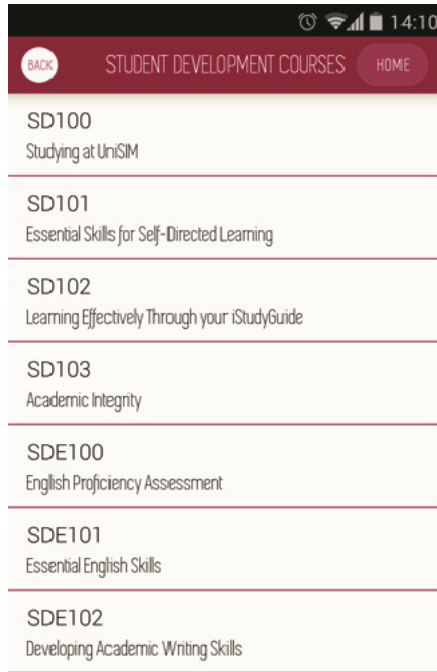 14:10
BACK STUDENT DEVELOPMENT COURSES HOME
SD100
Studying at UniSIM
SD101
Essential Skills for Self-Directed Learning
SD102
Learning Effectively Through your iStudyGuide
SD103
Academic Integrity
SDE100
English Proficiency Assessment
SDE101
Essential English Skills
SDE102
Developing Academic Writing Skills